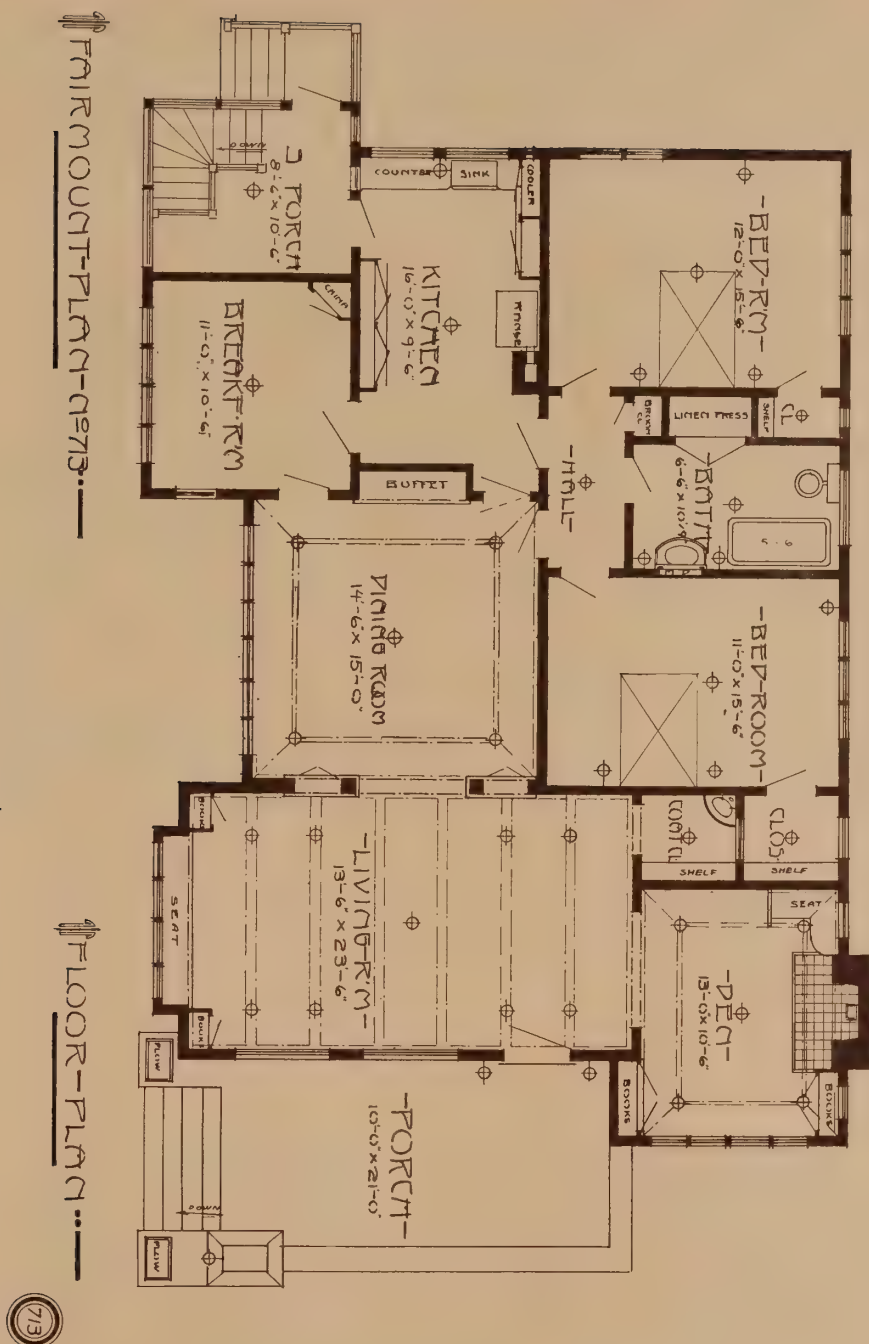 COUNTER
SINK
COOLER
-BED-R'M-
12'-0" x 15'-6"
DOWN
PORCH
8'-6" x 10'-6"
KITCHEN
16'-0" x 9'-6"
RANGE
CHINA
BREAKF-R'M
11'-0" x 10'-6"
BROOM
CL
LINEN PRESS
SHELF
CL
-HALL-
-BATH-
6'-6" x 10'-9"
5-6
BUFFET
DINING ROOM
14'-6" x 15'-0"
-BED-ROOM-
11'-0" x 15'-6"
BOOKS
SEAT
BOOKS
-LIVING-R'M-
13'-6" x 23'-6"
COAT CL
SHELF
CLOS.
SHELF
SEAT
-DEN-
13'-0" x 10'-6"
BOOKS
BOOKS
-PORCH-
10'-0" x 21'-0"
DOWN
FAIRMOUNT-PLAN-Nº713
FLOOR-PLAN
713